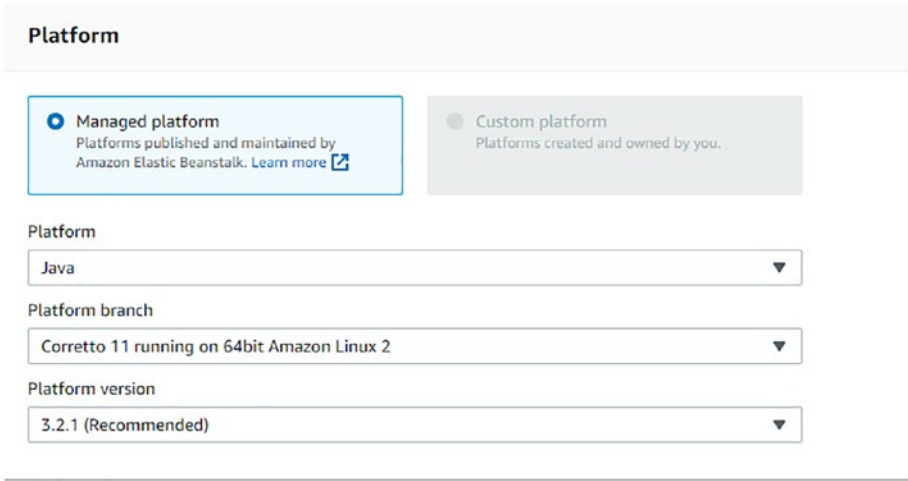 Platform
Managed platform
Platforms published and maintained by
Amazon Elastic Beanstalk. Learn more
Custom platform
Platforms created and owned by you.
Platform
Java
Platform branch
Corretto 11 running on 64bit Amazon Linux 2
Platform version
3.2.1 (Recommended)